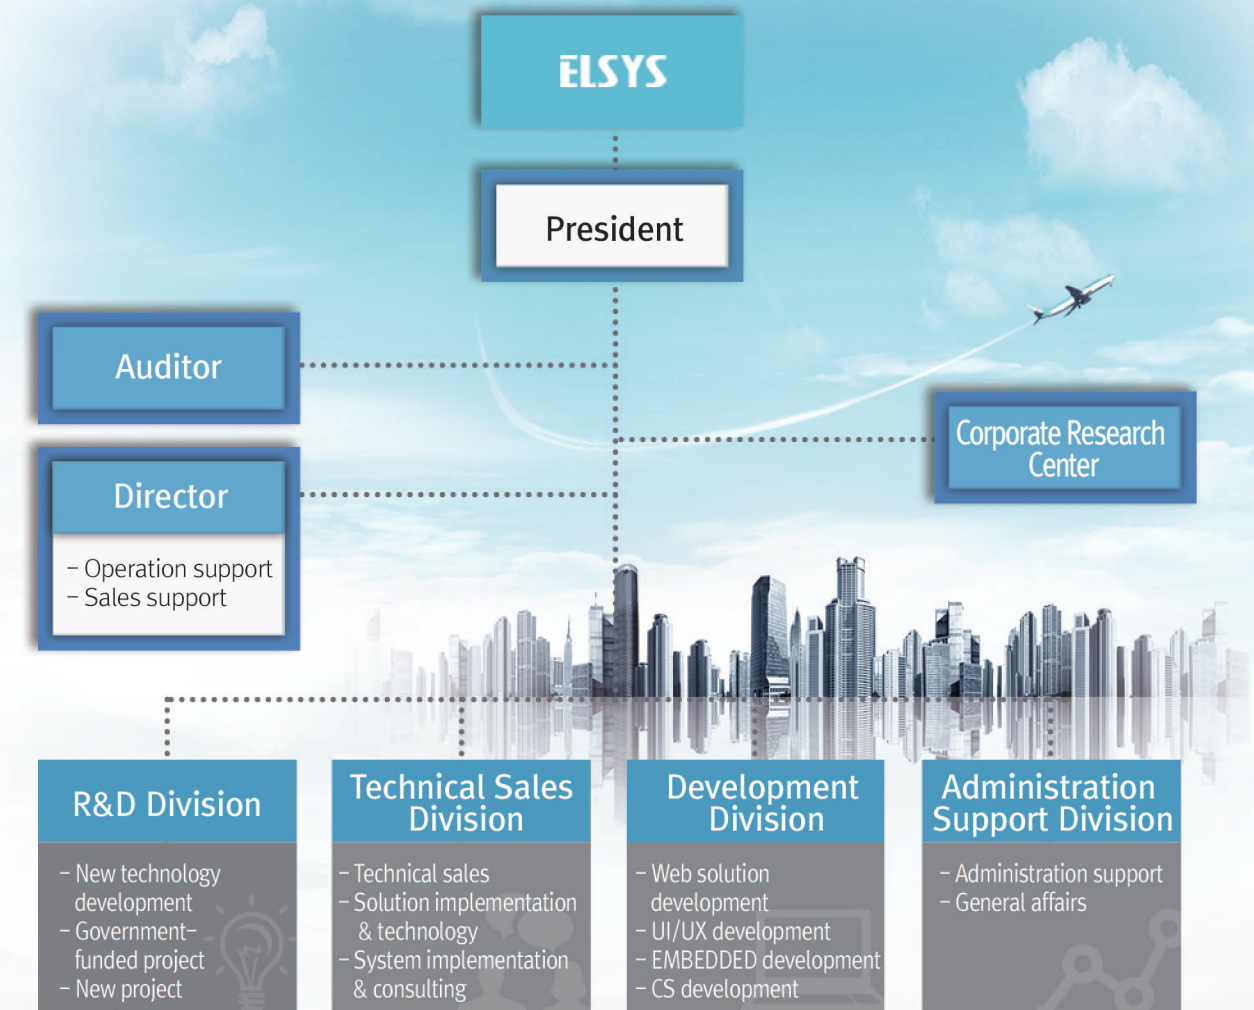 ELSYS
President
Auditor
Corporate Research
Center
Director
– Operation support
– Sales support
R&D Division
– New technology
development
– Government–
funded project
– New project
Technical Sales
Division
– Technical sales
– Solution implementation
& technology
– System implementation
& consulting
Development
Division
– Web solution
development
– UI/UX development
– EMBEDDED development
– CS development
Administration
Support Division
– Administration support
– General affairs